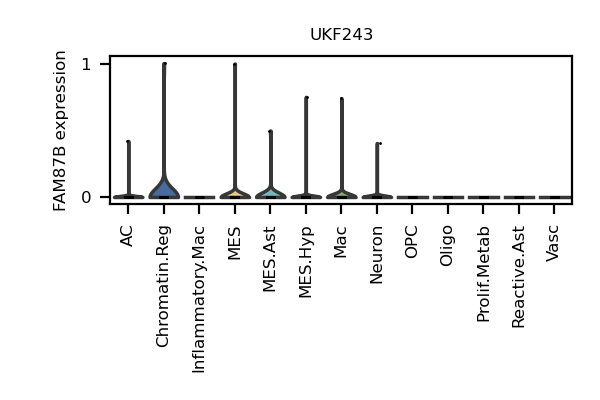 UKF243
FAM87B expression
1
0
AC
Chromatin.Reg
Inflammatory.Mac
MES
MES.Ast
MES.Hyp
Mac
Neuron
OPC
Oligo
Prolif.Metab
Reactive.Ast
Vasc